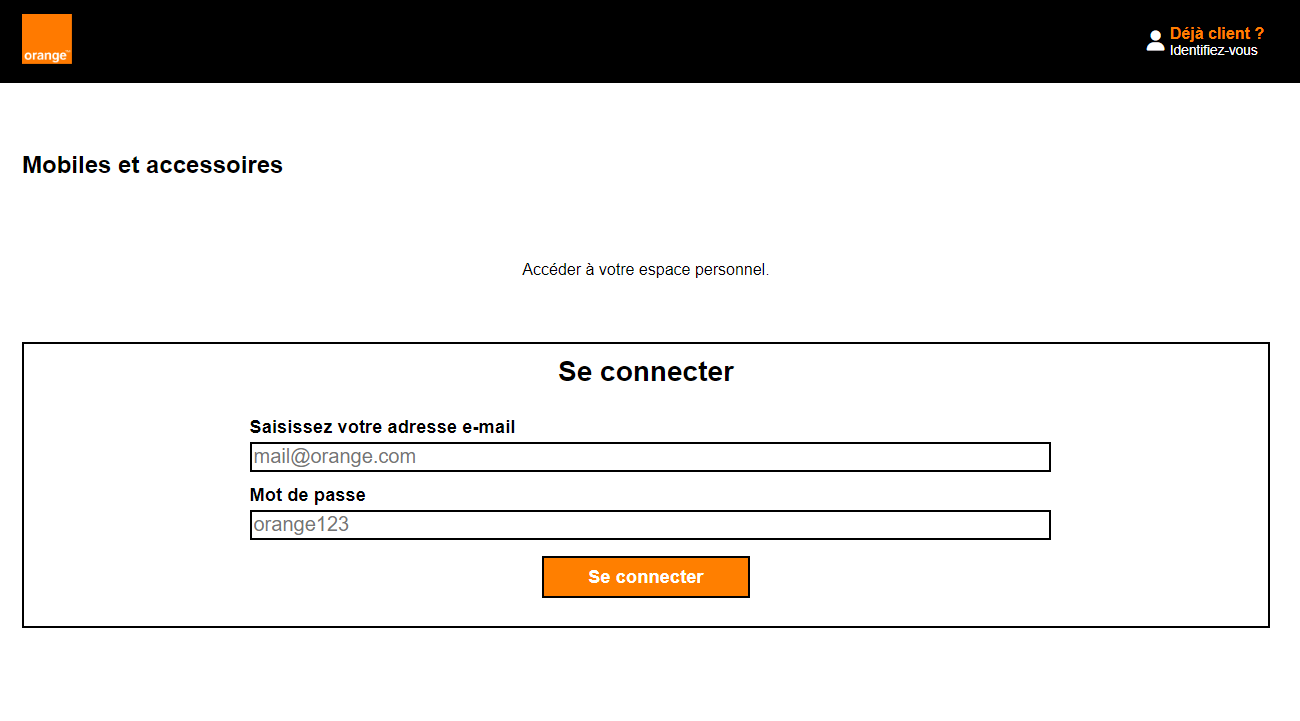 orange
Déjà client ?
Identifiez-vous
Mobiles et accessoires
Accéder à votre espace personnel.
Se connecter
Saisissez votre adresse e-mail
mail@orange.com
Mot de passe
orange123
Se connecter